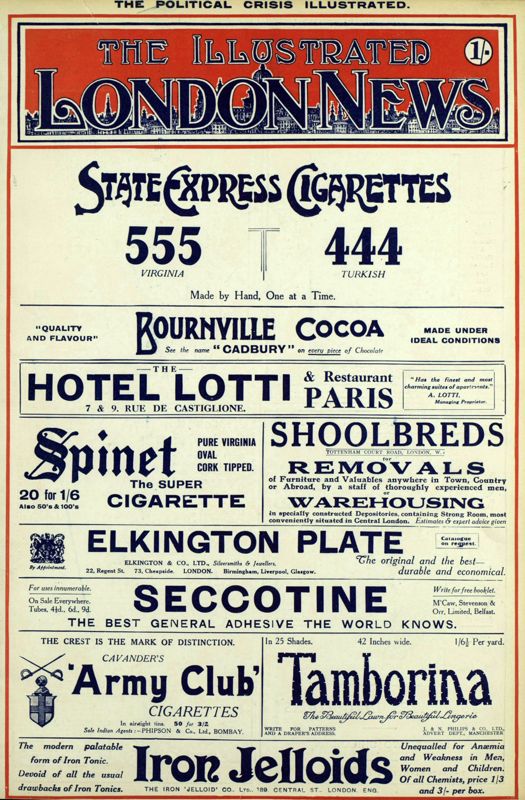 THE POLITICAL CRISIS ILLUSTRATED.
THE ILLUSTRATED
LONDON NEWS
1/-
STATE EXPRESS CIGARETTES
555
VIRGINIA
444
TURKISH
Made by Hand, One at a Time.
"QUALITY
AND FLAVOUR"
BOURNVILLE COCOA
See the name "CADBURY" on every piece of Chocolate
MADE UNDER
IDEAL CONDITIONS
THE
HOTEL LOTTI
7 & 9. RUE DE CASTIGLIONE.
& Restaurant
PARIS
"Has the finest and most
charming suites of apartments."
A. LOTTI,
Managing Proprietor.
Spinet
PURE VIRGINIA
OVAL
CORK TIPPED.
The SUPER
CIGARETTE
20 for 1/6
Also 50's & 100's
SHOOLBREDS
TOTTENHAM COURT ROAD, LONDON, W.1
for
REMOVALS
of Furniture and Valuables anywhere in Town, Country
or Abroad, by a staff of thoroughly experienced men,
or
WAREHOUSING
in specially constructed Depositories, containing Strong Room, most
conveniently situated in Central London. Estimates & expert advice given
By Appointment.
ELKINGTON PLATE
Catalogue
on request.
ELKINGTON & CO., LTD., Silversmiths & Jewellers.
22, Regent St. 73, Cheapside. LONDON. Birmingham, Liverpool, Glasgow.
The original and the best—
durable and economical.
For uses innumerable.
On Sale Everywhere.
Tubes, 4½d., 6d., 9d.
SECCOTINE
Write for free booklet.
M'Caw, Stevenson &
Orr, Limited, Belfast.
THE BEST GENERAL ADHESIVE THE WORLD KNOWS.
THE CREST IS THE MARK OF DISTINCTION.
CAVANDER'S
'Army Club'
CIGARETTES
In airtight tins. 50 for 3/2
Sole Indian Agents :- PHIPSON & Co., Ltd., BOMBAY.
In 25 Shades. 42 Inches wide. 1/6½ Per yard.
Tamborina
The Beautiful Lawn for Beautiful Lingerie
WRITE FOR PATTERNS
AND A DRAPER'S ADDRESS.
J. & N. PHILIPS & CO., LTD.,
ADVERT DEPT., MANCHESTER
The modern palatable
form of Iron Tonic.
Devoid of all the usual
drawbacks of Iron Tonics.
Iron Jelloids
THE IRON 'JELLOID' CO. LTD., 189, CENTRAL ST. LONDON. ENG.
Unequalled for Anæmia
and Weakness in Men,
Women and Children.
Of all Chemists, price 1/3
and 3/- per box.